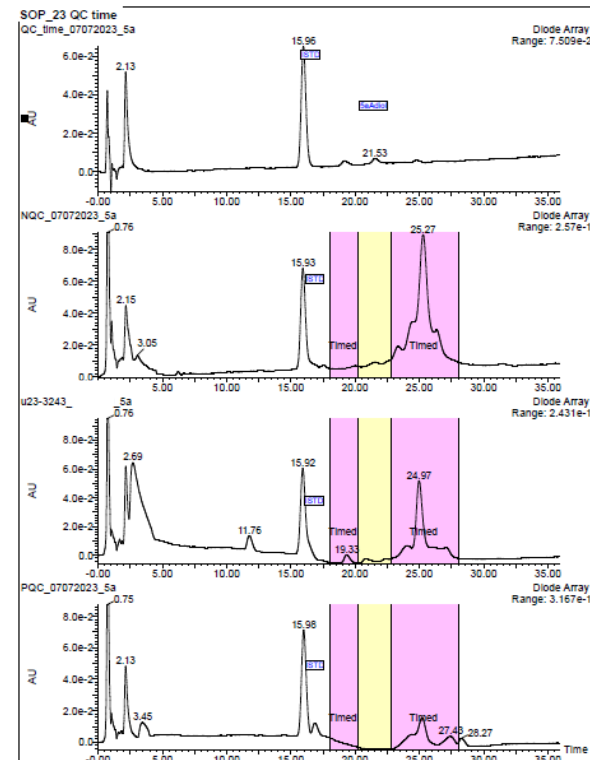 SOP_23 QC time
QC_time_07072023_5a
Diode Array
Range: 7.509e-2
15.96
6.0e-2
2.13
ISTD
4.0e-2
5aAdiol
AU
2.0e-2
21.53
0.0
-0.00 5.00 10.00 15.00 20.00 25.00 30.00 35.00
NQC_07072023_5a
Diode Array
Range: 2.57e-1
0.76
25.27
8.0e-2
15.93
6.0e-2
ISTD
AU
2.15
4.0e-2
3.05
Timed Timed
2.0e-2
0.0
-0.00 5.00 10.00 15.00 20.00 25.00 30.00 35.00
u23-3243_ _5a
Diode Array
Range: 2.431e-1
0.76
8.0e-2
2.69
15.92
6.0e-2
24.97
ISTD
AU
4.0e-2
11.76
Timed Timed
2.0e-2
19.33
0.0
-0.00 5.00 10.00 15.00 20.00 25.00 30.00 35.00
PQC_07072023_5a
Diode Array
Range: 3.167e-1
0.75
8.0e-2
15.98
6.0e-2
2.13
ISTD
AU
4.0e-2
3.45
Timed Timed
2.0e-2
27.43 28.27
0.0
Time
-0.00 5.00 10.00 15.00 20.00 25.00 30.00 35.00